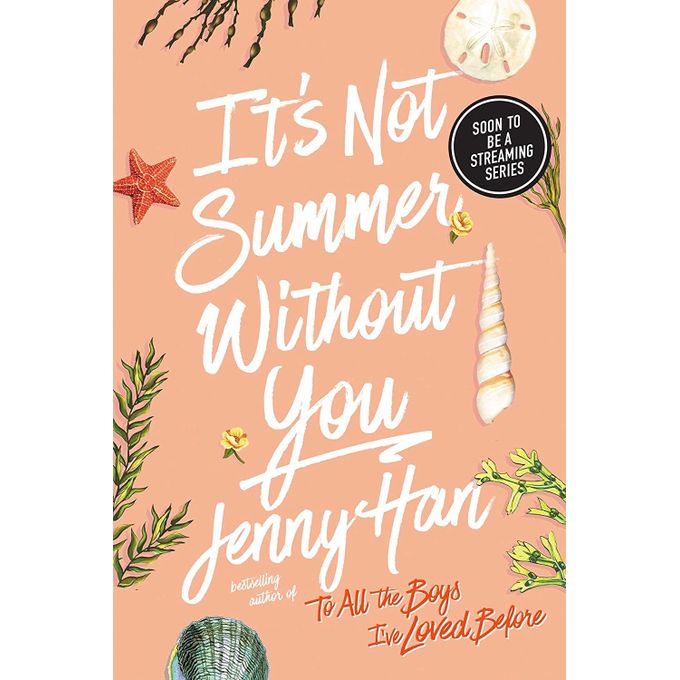 It's Not
Summer
Without
You
Jenny Han
SOON TO
BE A
STREAMING
SERIES
bestselling
author of
To All the Boys
I've Loved Before